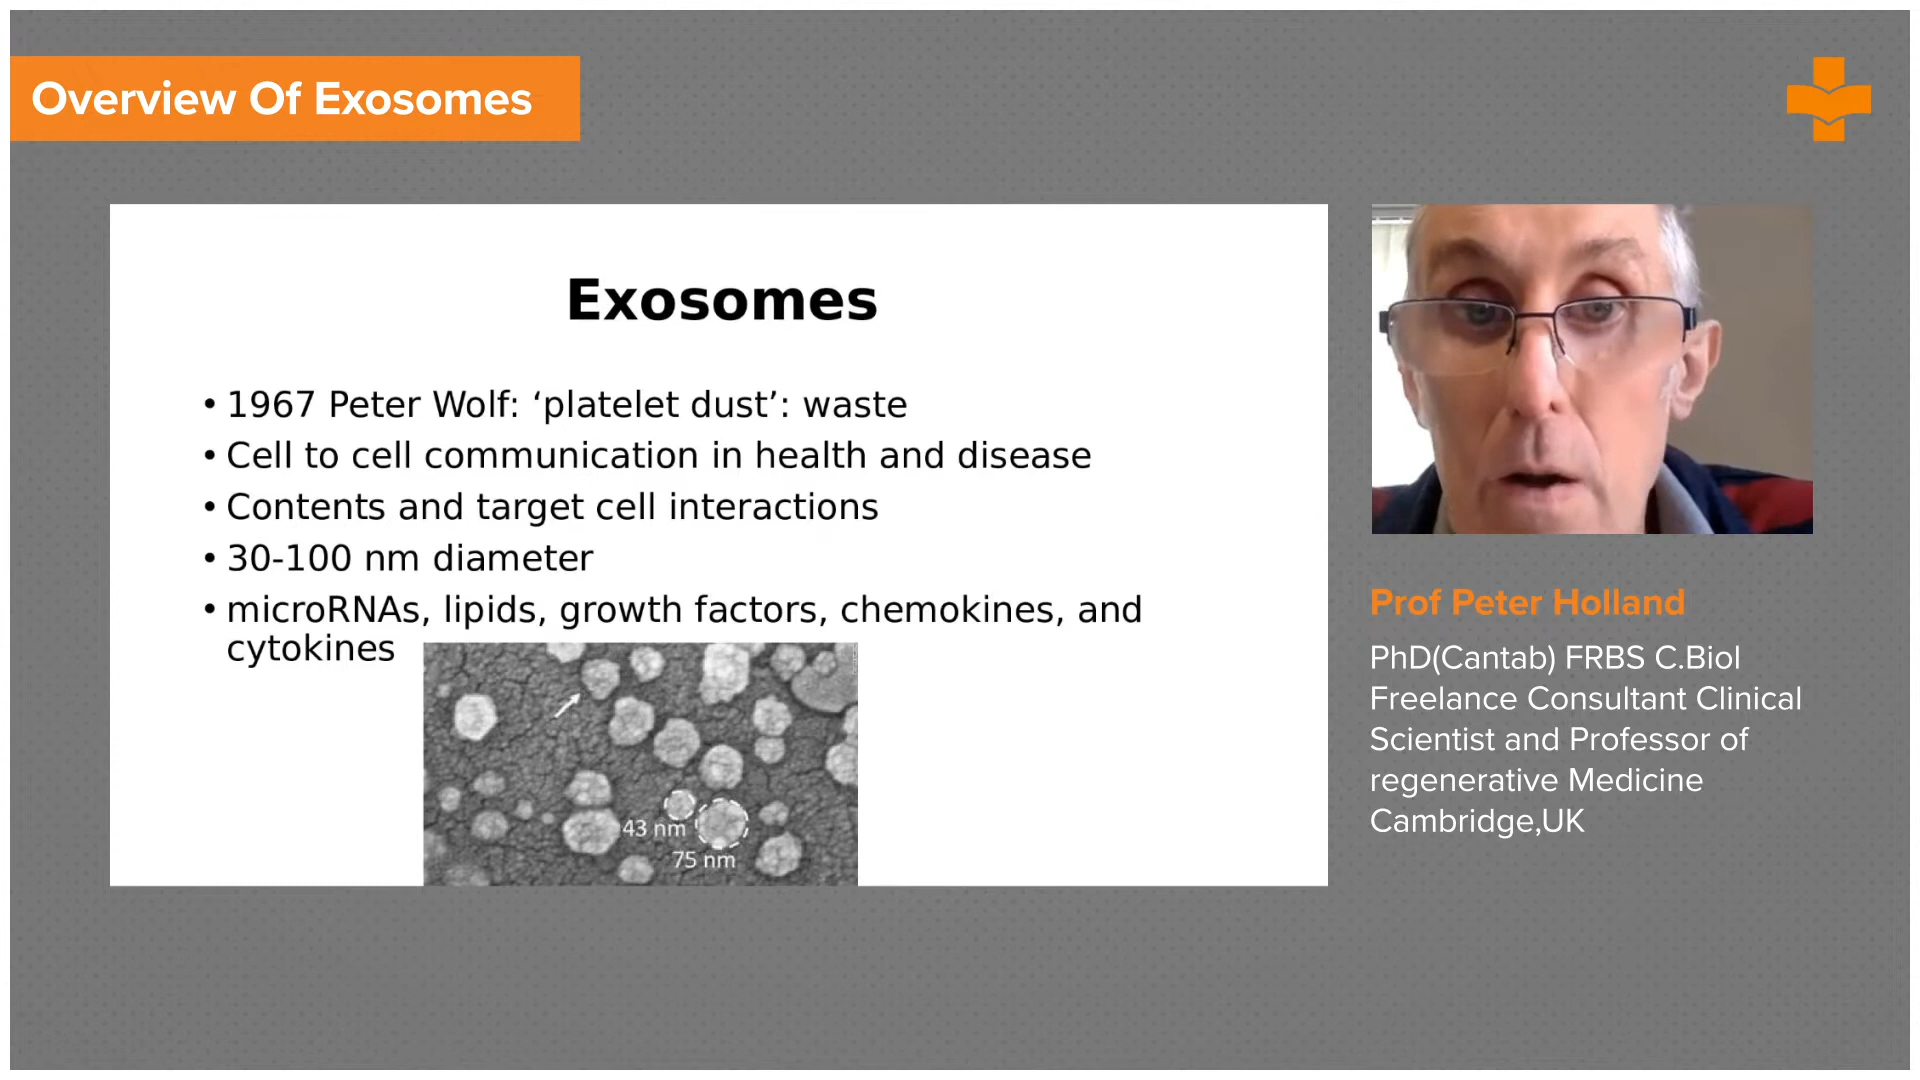 Overview Of Exosomes
Exosomes
• 1967 Peter Wolf: ‘platelet dust’: waste
• Cell to cell communication in health and disease
• Contents and target cell interactions
• 30-100 nm diameter
• microRNAs, lipids, growth factors, chemokines, and
cytokines
43 nm
75 nm
Prof Peter Holland
PhD(Cantab) FRBS C.Biol
Freelance Consultant Clinical
Scientist and Professor of
regenerative Medicine
Cambridge,UK